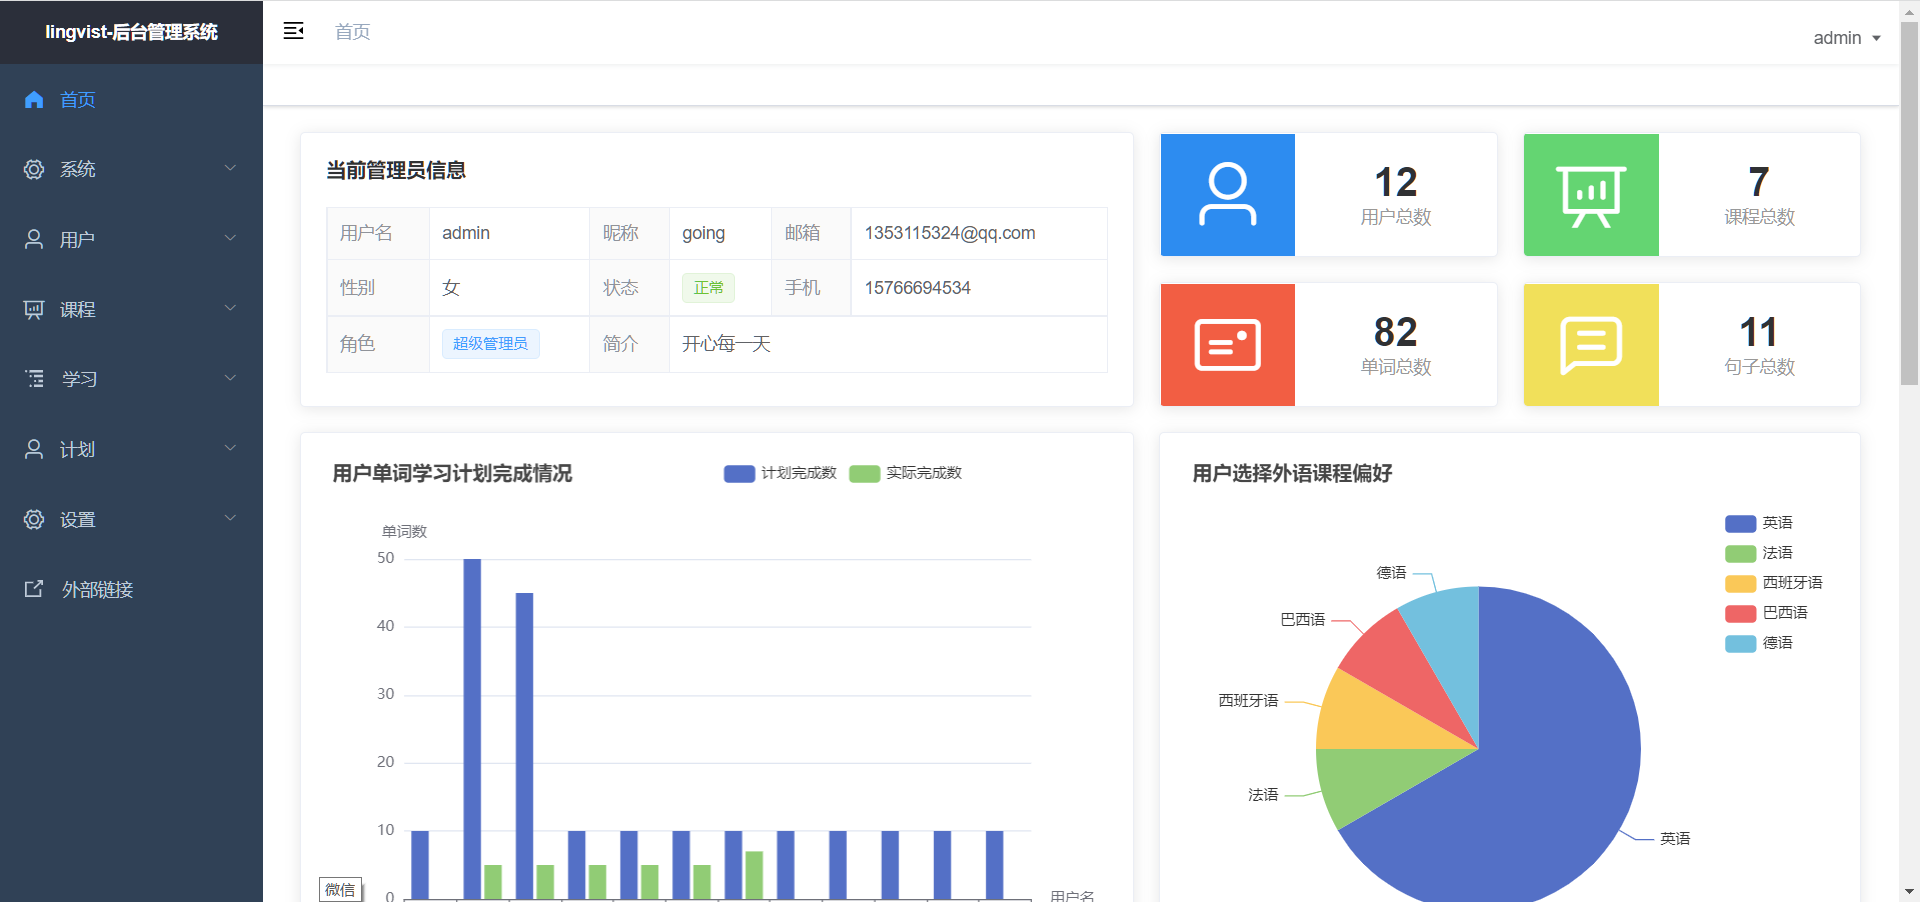 lingvist-后台管理系统
首页
admin
首页
系统
用户
课程
学习
计划
设置
外部链接
当前管理员信息
用户名 admin 昵称 going 邮箱 1353115324@qq.com
性别 女 状态 正常 手机 15766694534
角色 超级管理员 简介 开心每一天
12
用户总数
7
课程总数
82
单词总数
11
句子总数
用户单词学习计划完成情况
计划完成数 实际完成数
单词数
50
40
30
20
10
0
用户名
微信
用户选择外语课程偏好
英语
法语
西班牙语
巴西语
德语
德语
巴西语
西班牙语
法语
英语